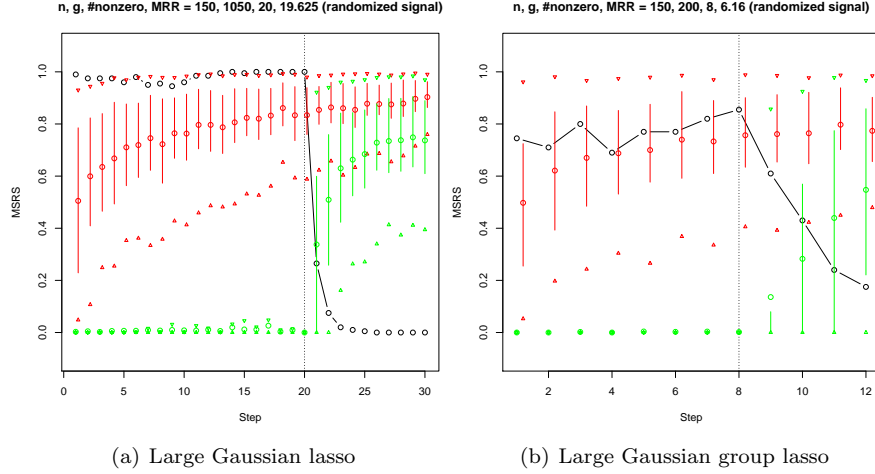 n, g, #nonzero, MRR = 150, 1050, 20, 19.625 (randomized signal)
MSRS
1.0
0.8
0.6
0.4
0.2
0.0
0 5 10 15 20 25 30
Step
(a) Large Gaussian lasso
n, g, #nonzero, MRR = 150, 200, 8, 6.16 (randomized signal)
MSRS
1.0
0.8
0.6
0.4
0.2
0.0
2 4 6 8 10 12
Step
(b) Large Gaussian group lasso